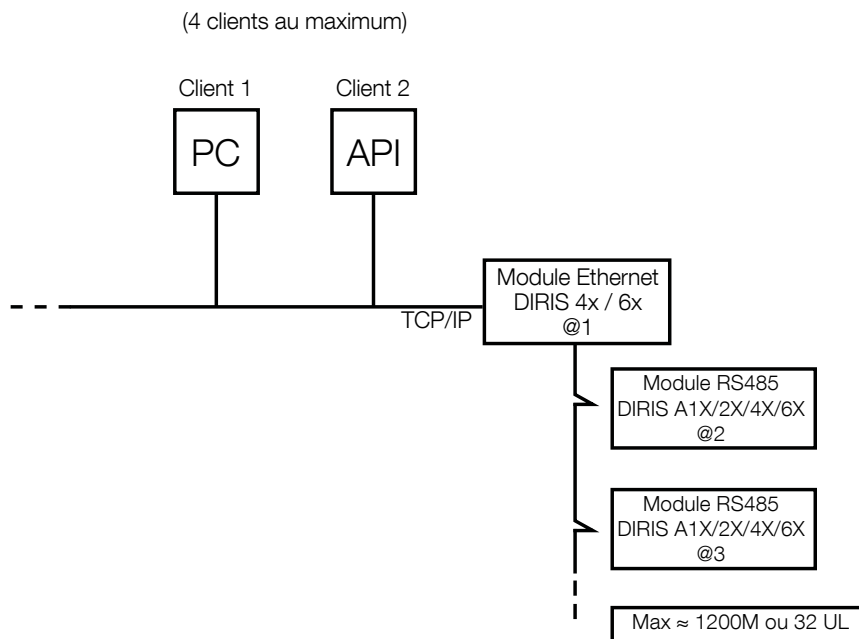 (4 clients au maximum)
Client 1
Client 2
PC
API
Module Ethernet
DIRIS 4x / 6x
@1
TCP/IP
Module RS485
DIRIS A1X/2X/4X/6X
@2
Module RS485
DIRIS A1X/2X/4X/6X
@3
Max ≈ 1200M ou 32 UL